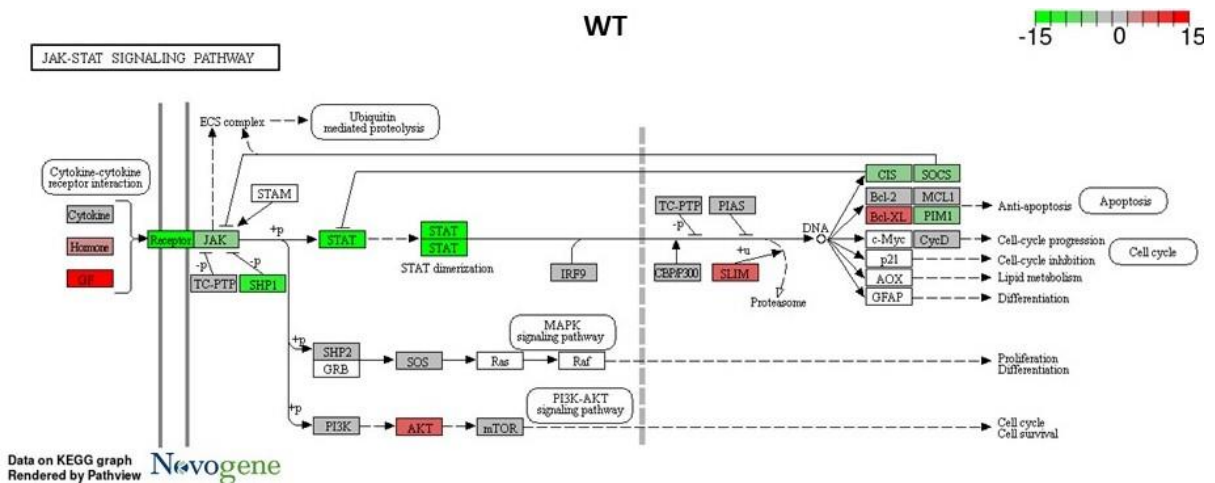 WT
-15 0 15
JAK-STAT SIGNALING PATHWAY
ECS complex
Ubiquitin
mediated proteolysis
Cytokine-cytokine
receptor interaction
STAM
Cytokine
Hormone
GF
Receptor
JAK
+p
STAT
STAT
STAT
STAT dimerization
-p
-p
TC-PTP
SHP1
IRF9
TC-PTP
PIAS
-p
CBP/P300
+u
SLIM
Proteasome
DNA
CIS
SOCS
Bcl-2
MCL1
Bcl-XL
PIM1
c-Myc
CycD
p21
AOX
GFAP
Anti-apoptosis
Apoptosis
Cell-cycle progression
Cell cycle
Cell-cycle inhibition
Lipid metabolism
Differentiation
+p
SHP2
GRB
SOS
Ras
Raf
MAPK
signaling pathway
Proliferation
Differentiation
+p
PI3K
AKT
mTOR
PI3K-AKT
signaling pathway
Cell cycle
Cell survival
Data on KEGG graph
Rendered by Pathview
Novogene